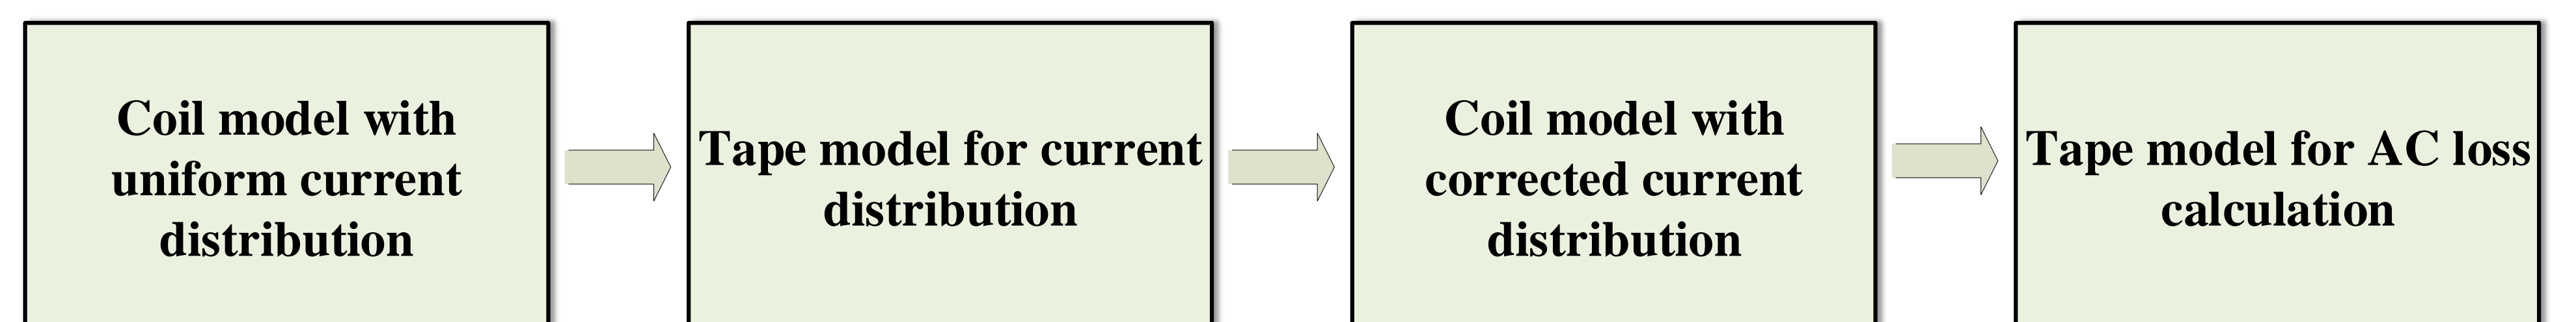 Coil model with
uniform current
distribution
Tape model for current
distribution
Coil model with
corrected current
distribution
Tape model for AC loss
calculation